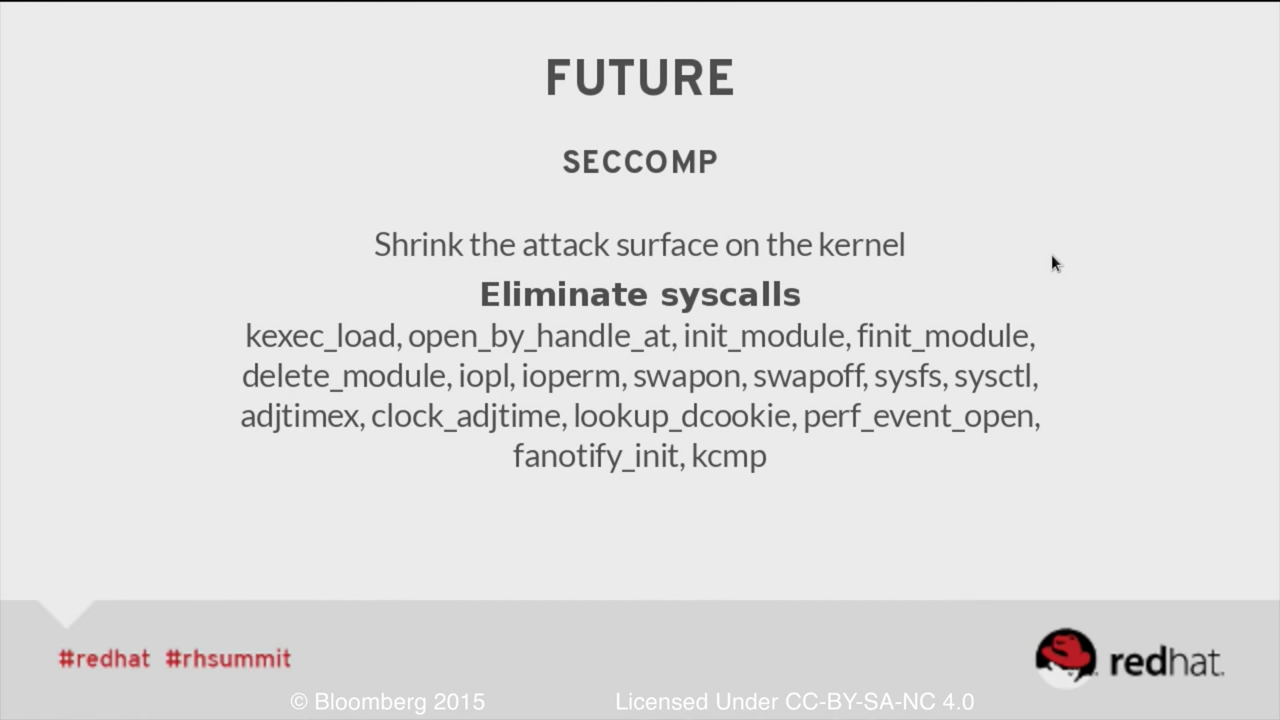 FUTURE
SECCOMP
Shrink the attack surface on the kernel
Eliminate syscalls
kexec_load, open_by_handle_at, init_module, finit_module,
delete_module, iopl, ioperm, swapon, swapoff, sysfs, sysctl,
adjtimex, clock_adjtime, lookup_dcookie, perf_event_open,
fanotify_init, kcmp
#redhat #rhsummit
redhat.
© Bloomberg 2015 Licensed Under CC-BY-SA-NC 4.0